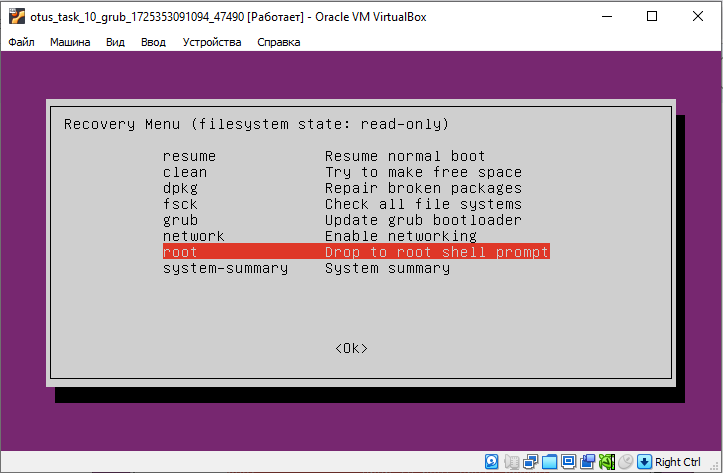 otus_task_10_grub_1725353091094_47490 [Работает] - Oracle VM VirtualBox
Файл Машина Вид Ввод Устройства Справка
Recovery Menu (filesystem state: read-only)
resume Resume normal boot
clean Try to make free space
dpkg Repair broken packages
fsck Check all file systems
grub Update grub bootloader
network Enable networking
root Drop to root shell prompt
system-summary System summary
<Ok>
Right Ctrl